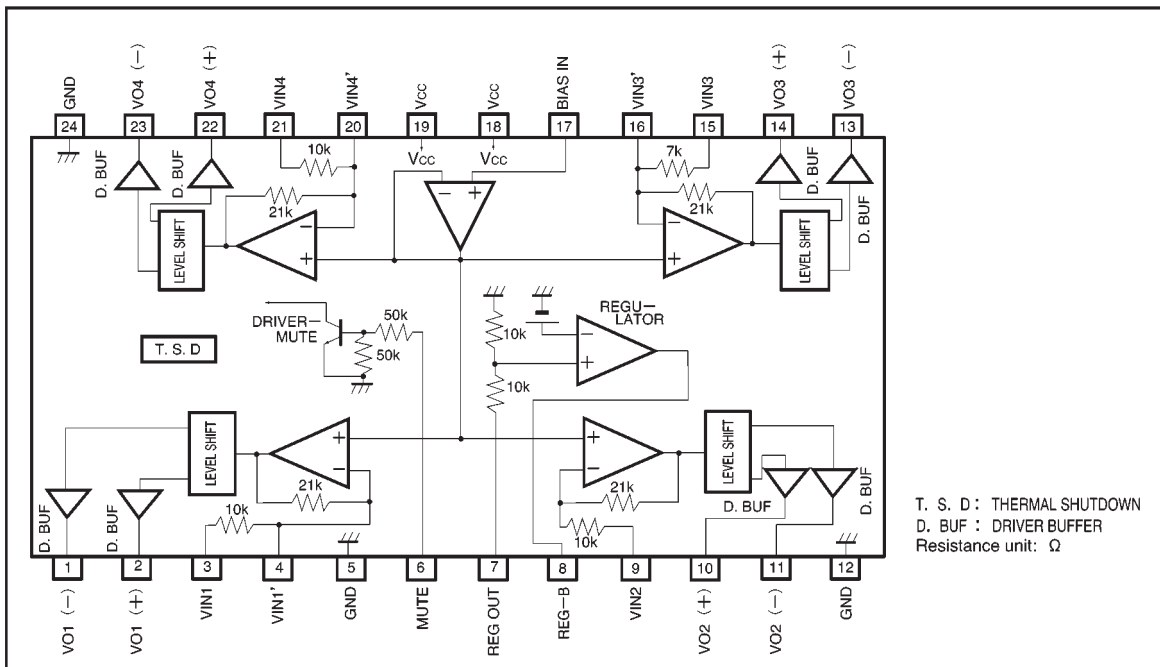 GND
VO4 (−)
VO4 (+)
VIN4
VIN4'
VCC
VCC
BIAS IN
VIN3'
VIN3
VO3 (+)
VO3 (−)
24
23
22
21
20
19
18
17
16
15
14
13
D. BUF
D. BUF
10k
VCC
VCC
7k
D. BUF
D. BUF
21k
− +
21k
LEVEL SHIFT
−
+
−
+
LEVEL SHIFT
DRIVER−
MUTE
50k
50k
10k
10k
REGU−
LATOR
−
+
T. S. D
LEVEL SHIFT
+
−
+
−
LEVEL SHIFT
21k
21k
D. BUF
D. BUF
10k
10k
D. BUF
D. BUF
1
2
3
4
5
6
7
8
9
10
11
12
VO1 (−)
VO1 (+)
VIN1
VIN1'
GND
MUTE
REG OUT
REG−B
VIN2
VO2 (+)
VO2 (−)
GND
T. S. D : THERMAL SHUTDOWN
D. BUF : DRIVER BUFFER
Resistance unit: Ω